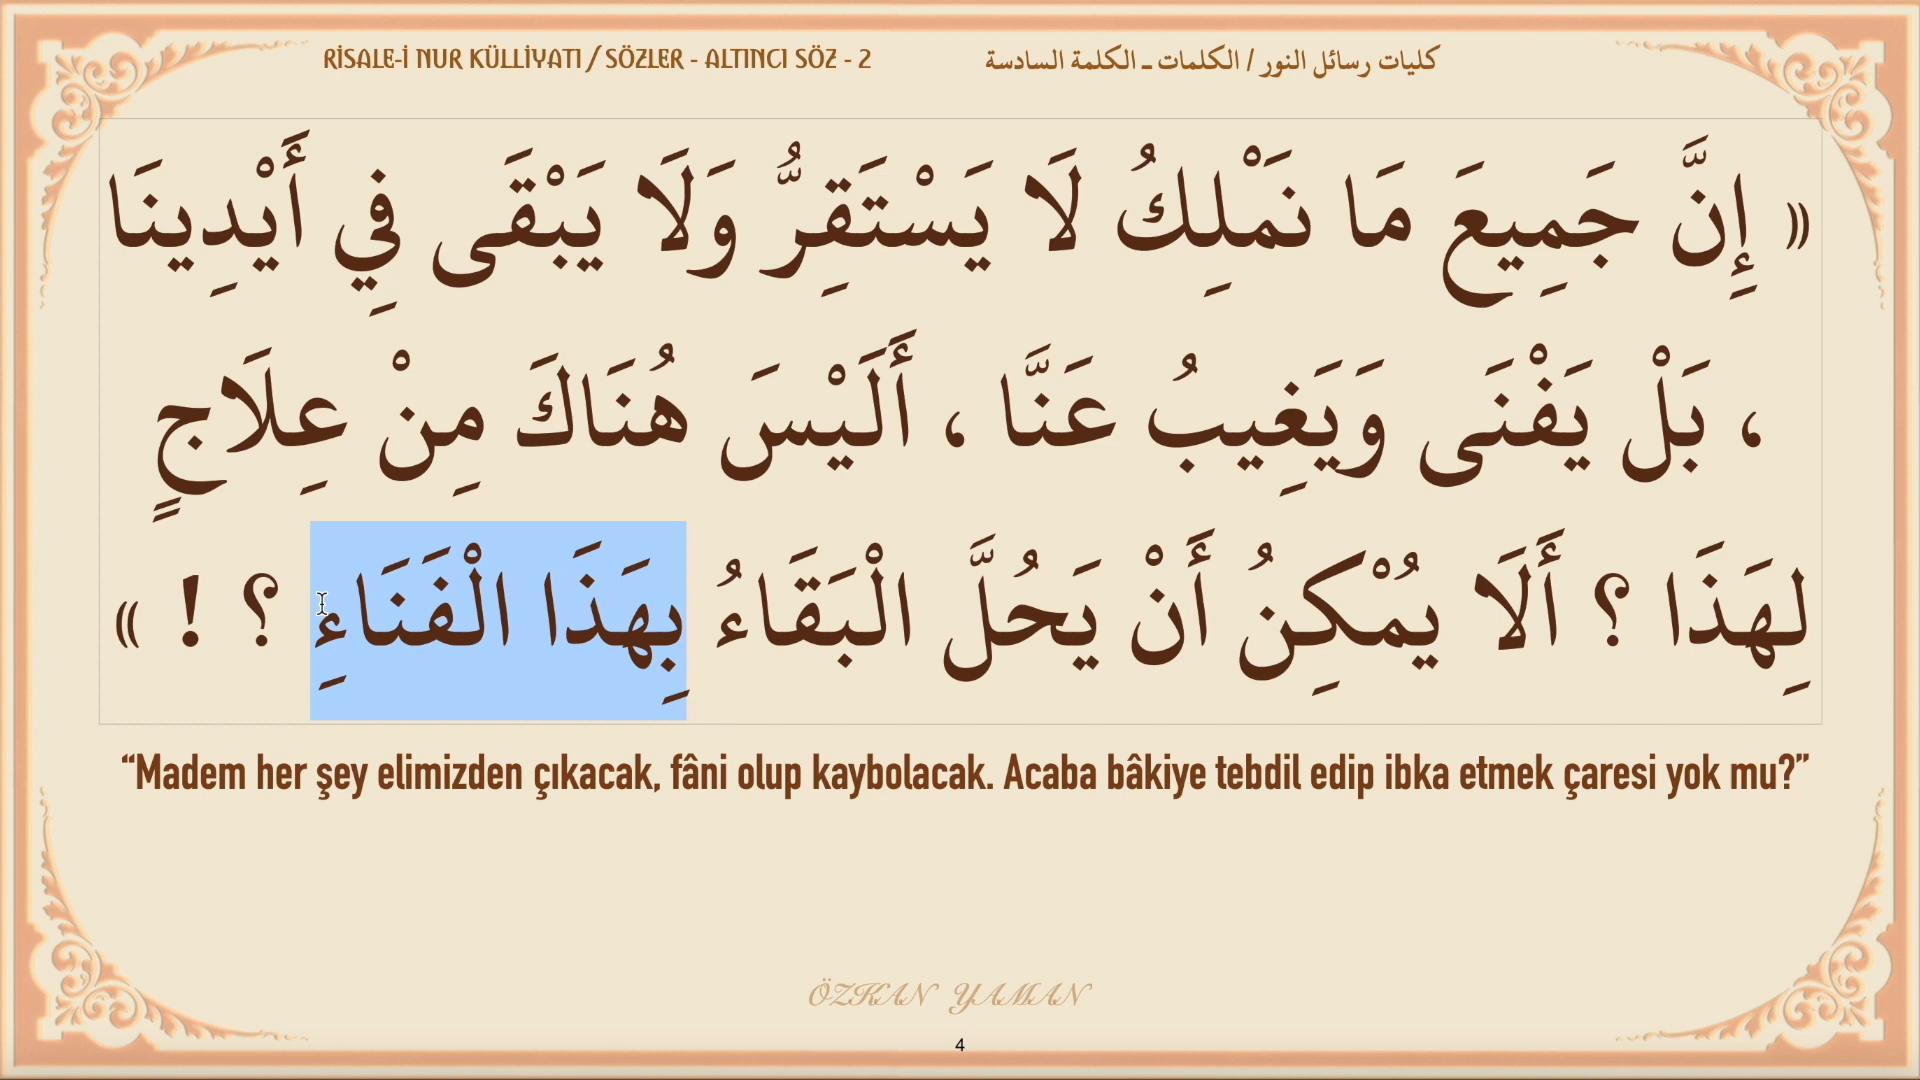 RİSALE-İ NUR KÜLLİYATI / SÖZLER - ALTINCI SÖZ - 2
كليات رسائل النور / الكلمات ـ الكلمة السادسة
« إِنَّ جَمِيعَ مَا نَمْلِكُ لَا يَسْتَقِرُّ وَلَا يَبْقَى فِي أَيْدِينَا
، بَلْ يَفْنَى وَيَغِيبُ عَنَّا ، أَلَيْسَ هُنَاكَ مِنْ عِلَاجٍ
لِهَذَا ؟ أَلَا يُمْكِنُ أَنْ يَحُلَّ الْبَقَاءُ بِهَذَا الْفَنَاءِ ؟ ! »
“Madem her şey elimizden çıkacak, fâni olup kaybolacak. Acaba bâkiye tebdil edip ibka etmek çaresi yok mu?”
ÖZKAN YAMAN
4